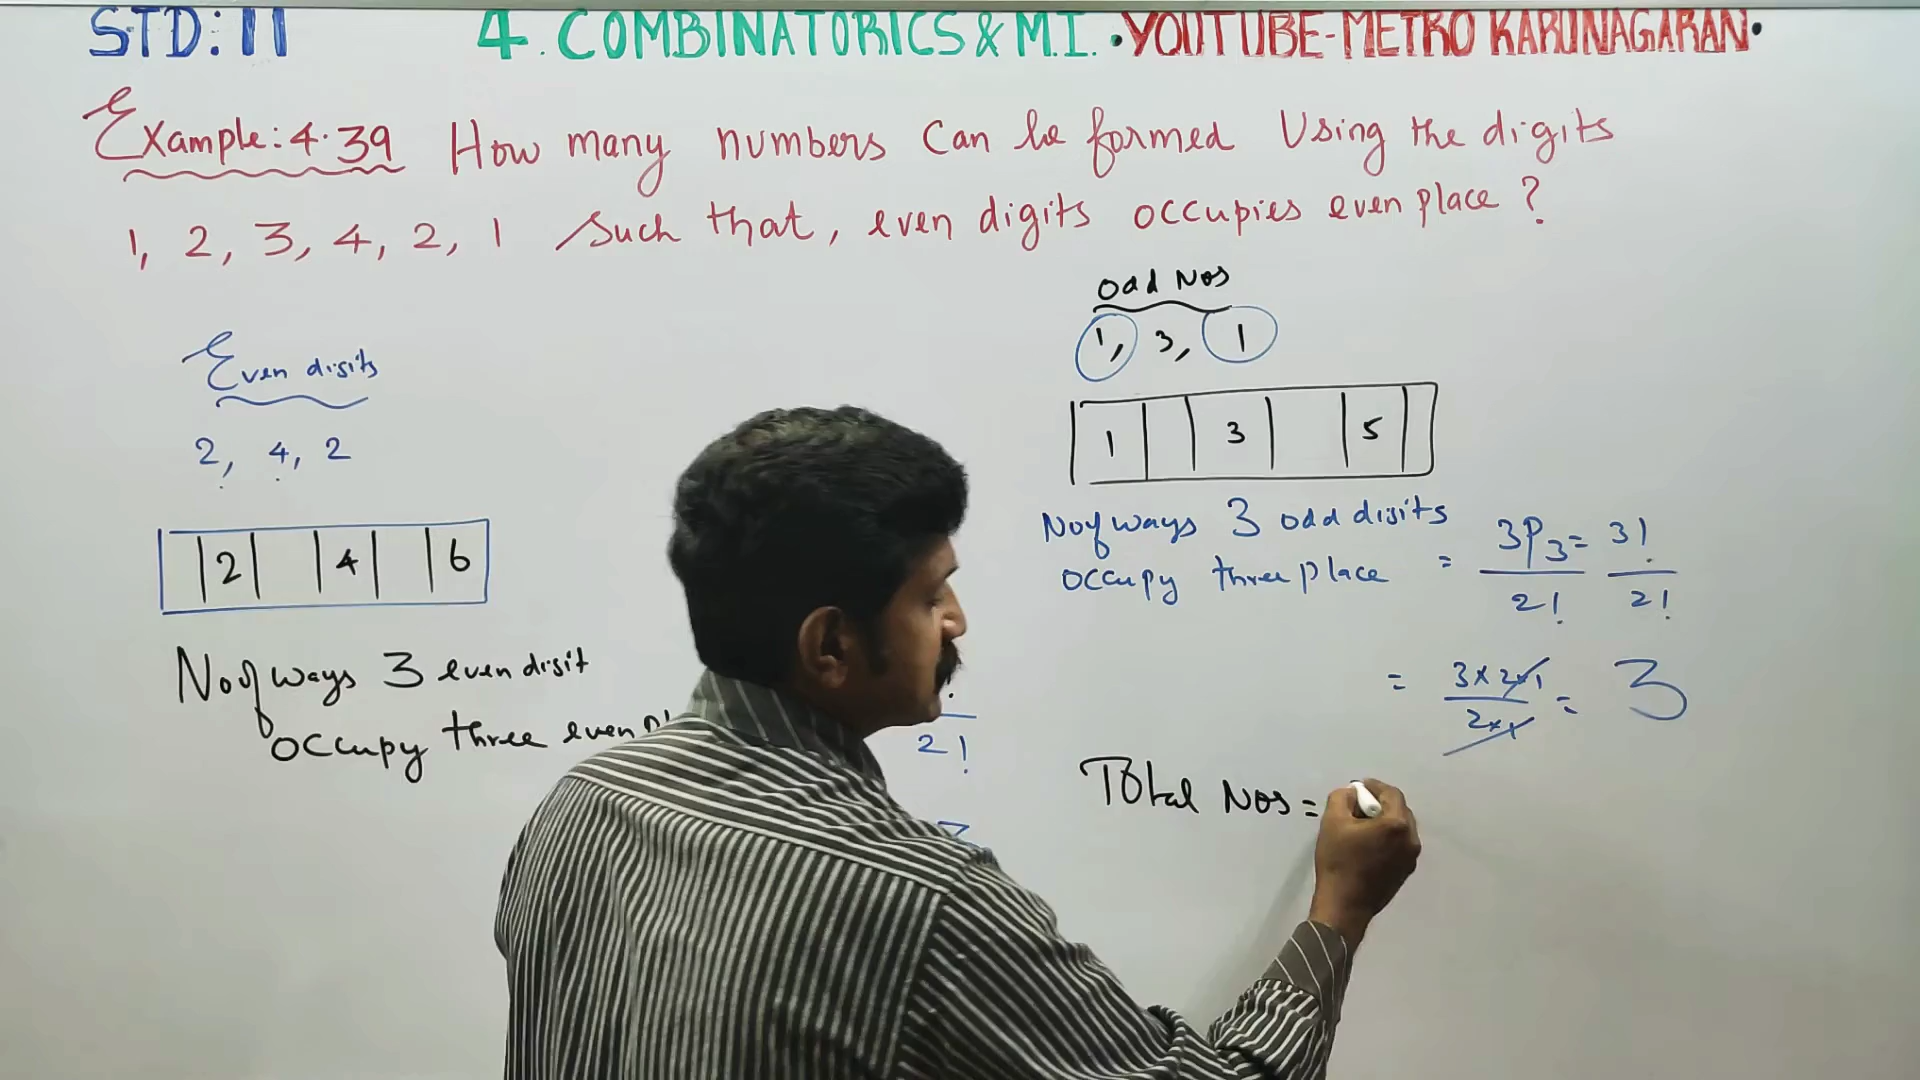 STD: 11 4. COMBINATORICS & M.I. • YOUTUBE-METRO KARUNAGARAN •
Example: 4.39 How many numbers can be formed Using the digits
1, 2, 3, 4, 2, 1 such that, even digits occupies even place?
Even digits
2, 4, 2
2 4 6
No of ways 3 even digit
occupy three even
2!
Odd Nos
1, 3, 1
1 3 5
No of ways 3 odd digits
occupy three place = 3P3 / 2! = 3! / 2!
= 3 x 2 x 1 / 2 x 1 = 3
Total Nos =